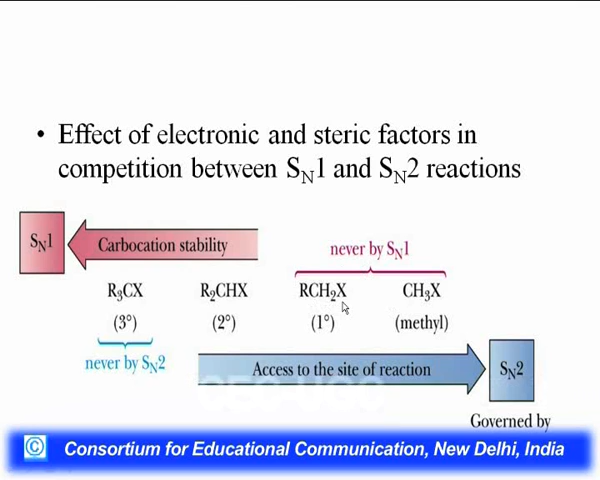 • Effect of electronic and steric factors in
competition between SN1 and SN2 reactions
SN1
Carbocation stability
never by SN1
R3CX R2CHX RCH2X CH3X
(3°) (2°) (1°) (methyl)
never by SN2
Access to the site of reaction
SN2
CEC-UGC
Governed by
© Consortium for Educational Communication, New Delhi, India